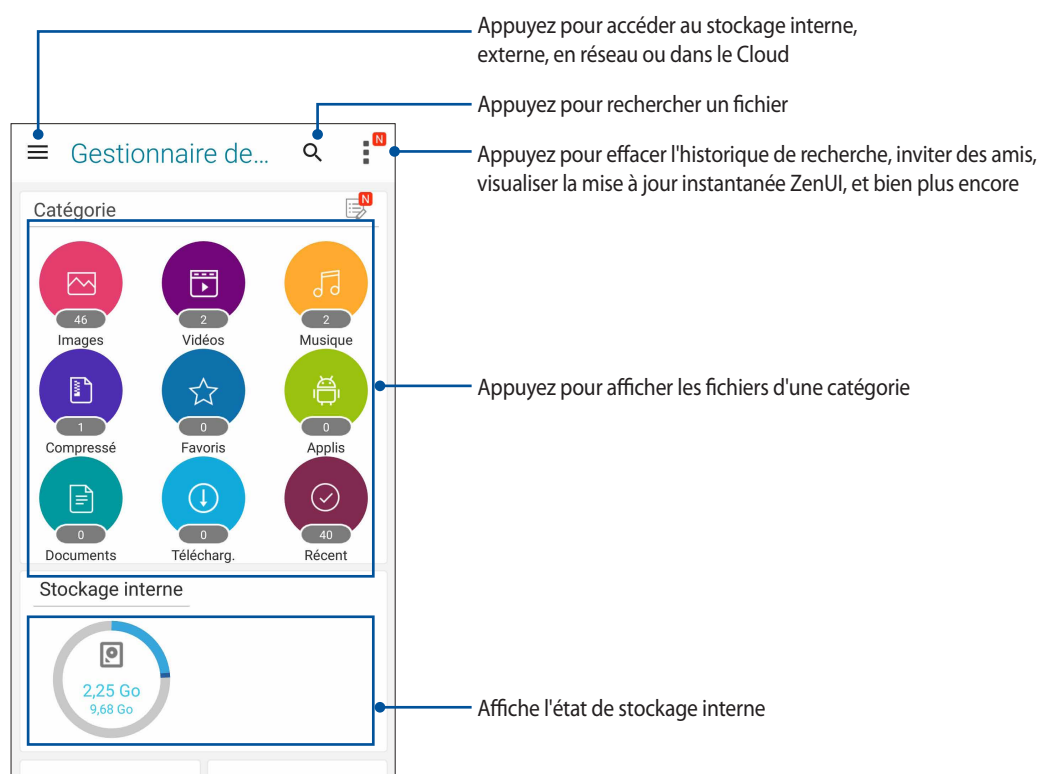 Appuyez pour accéder au stockage interne,
externe, en réseau ou dans le Cloud
Appuyez pour rechercher un fichier
Gestionnaire de...
N
Appuyez pour effacer l'historique de recherche, inviter des amis,
visualiser la mise à jour instantanée ZenUI, et bien plus encore
Catégorie
N
46
2
2
Images
Vidéos
Musique
Appuyez pour afficher les fichiers d'une catégorie
1
0
0
Compressé
Favoris
Applis
0
0
40
Documents
Télécharg.
Récent
Stockage interne
2,25 Go
9,68 Go
Affiche l'état de stockage interne